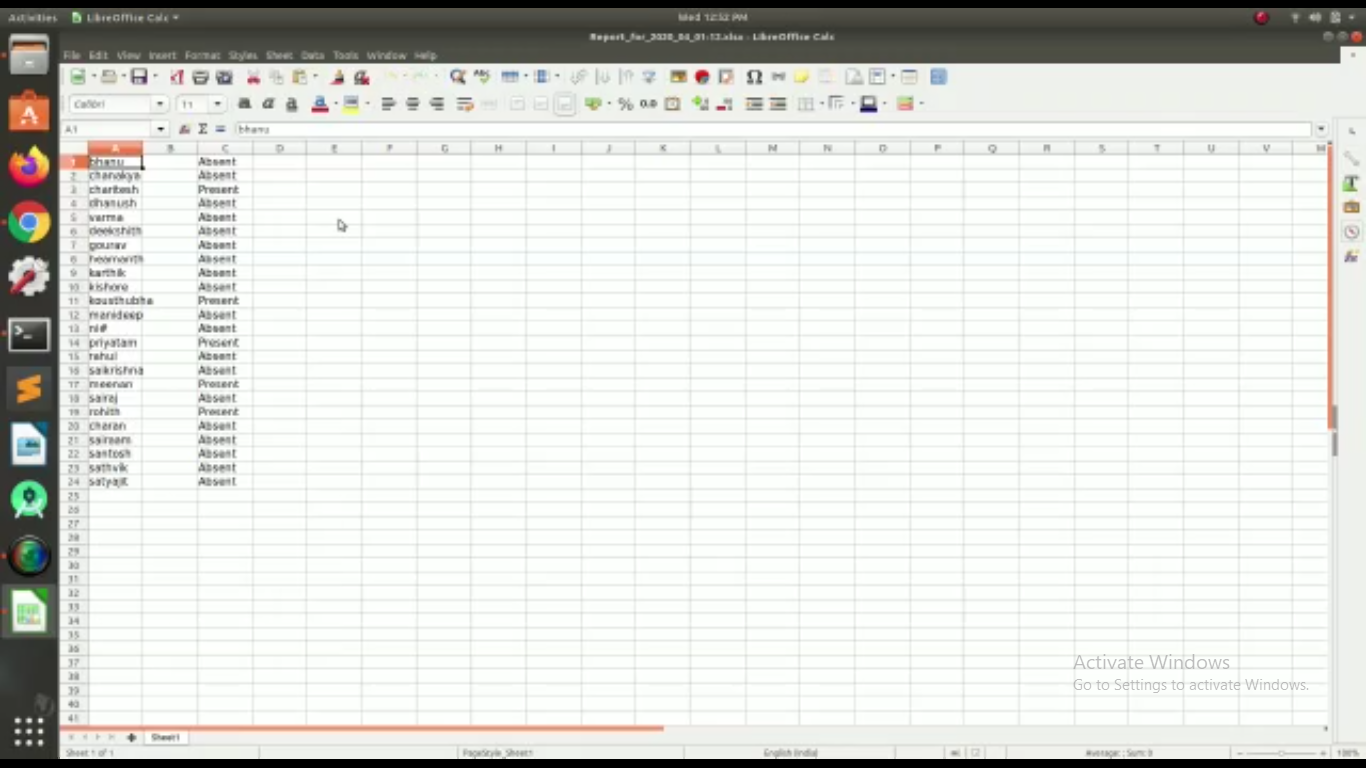 Activities LibreOffice Calc Wed 12:52 PM
Report_for_2020_04_01-13.xlsx - LibreOffice Calc
File Edit View Insert Format Styles Sheet Data Tools Window Help
Calibri 11
A1 bhanu
A B C D E F G H I J K L M N O P Q R S T U V W
1 bhanu Absent
2 chanakya Absent
3 charitesh Present
4 dhanush Absent
5 varma Absent
6 deekshith Absent
7 gourav Absent
8 heamanth Absent
9 karthik Absent
10 kishore Absent
11 kousthubha Present
12 manideep Absent
13 Absent
14 priyatam Present
15 rahul Absent
16 saikrishna Absent
17 meenan Present
18 sairaj Absent
19 rohith Present
20 charan Absent
21 sairaam Absent
22 santosh Absent
23 sathvik Absent
24 satyajit Absent
25
26
27
28
29
30
31
32
33
34
35
36
37
38
39
40
41
Activate Windows
Go to Settings to activate Windows.
Sheet1
Sheet 1 of 1 PageStyle_Sheet1 English (India) Average: ; Sum: 0 100%